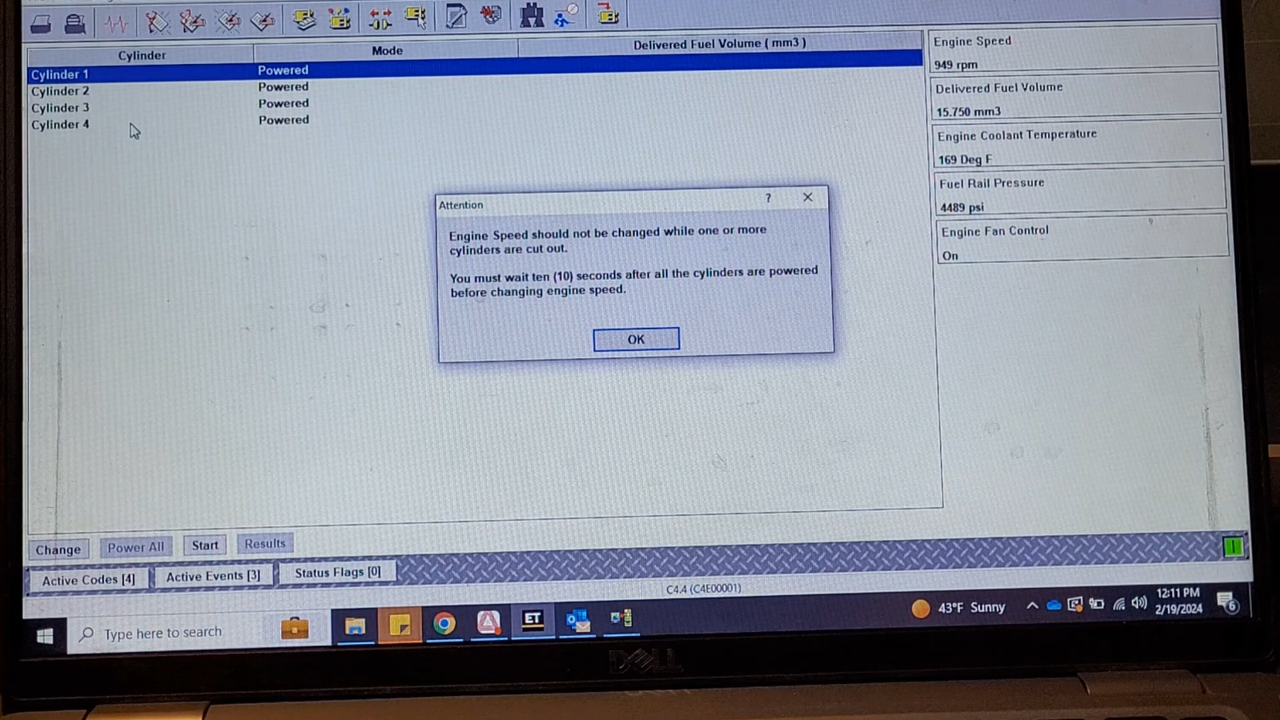 Cylinder Mode Delivered Fuel Volume ( mm3 )
Cylinder 1 Powered
Cylinder 2 Powered
Cylinder 3 Powered
Cylinder 4 Powered
Engine Speed
949 rpm
Delivered Fuel Volume
15.750 mm3
Engine Coolant Temperature
169 Deg F
Fuel Rail Pressure
4489 psi
Engine Fan Control
On
Attention ?
Engine Speed should not be changed while one or more
cylinders are cut out.
You must wait ten (10) seconds after all the cylinders are powered
before changing engine speed.
OK
Change Power All Start Results
Active Codes [4] Active Events [3] Status Flags [0]
C4.4 (C4E00001)
Type here to search
ET
43°F Sunny
12:11 PM
2/19/2024
6
DELL